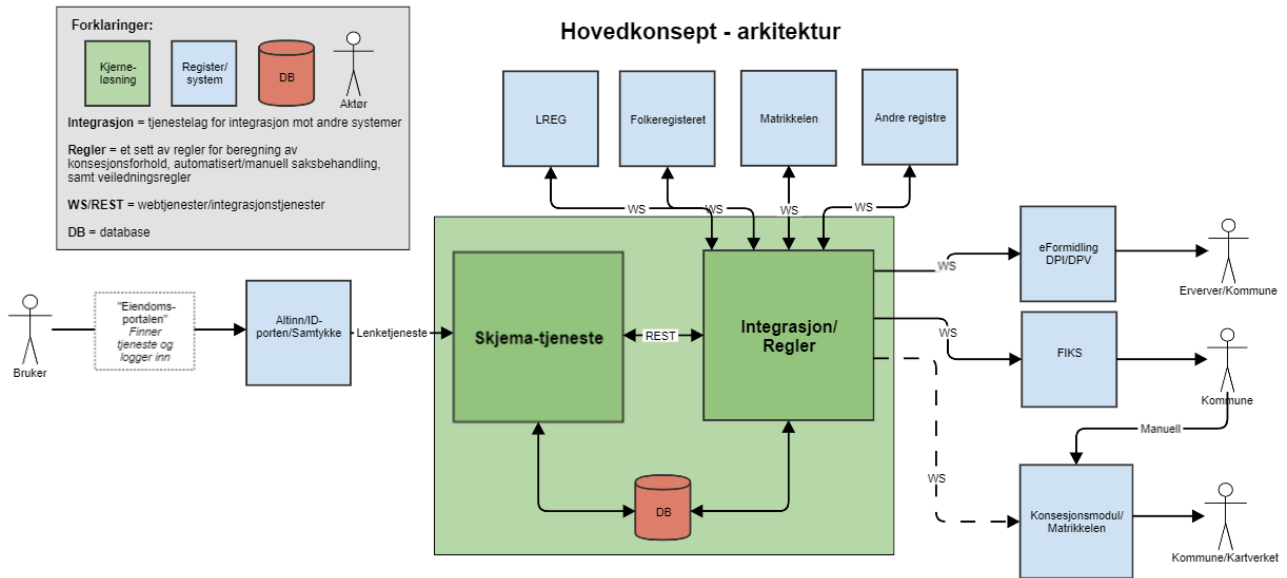 Forklaringer:
Kjerne-
løsning
Register/
system
DB
Aktør
Integrasjon = tjenestelag for integrasjon mot andre systemer
Regler = et sett av regler for beregning av
konsesjonsforhold, automatisert/manuell saksbehandling,
samt veiledningsregler
WS/REST = webtjenester/integrasjonstjenester
DB = database
Hovedkonsept - arkitektur
LREG
Folkeregisteret
Matrikkelen
Andre registre
WS
WS
WS
WS
Bruker
"Eiendoms-
portalen"
Finner
tjeneste og
logger inn
Altinn/ID-
porten/Samtykke
Lenketjeneste
Skjema-tjeneste
REST
Integrasjon/
Regler
DB
WS
eFormidling
DPI/DPV
Erverver/Kommune
WS
FIKS
Kommune
Manuell
WS
Konsesjonsmodul/
Matrikkelen
Kommune/Kartverket